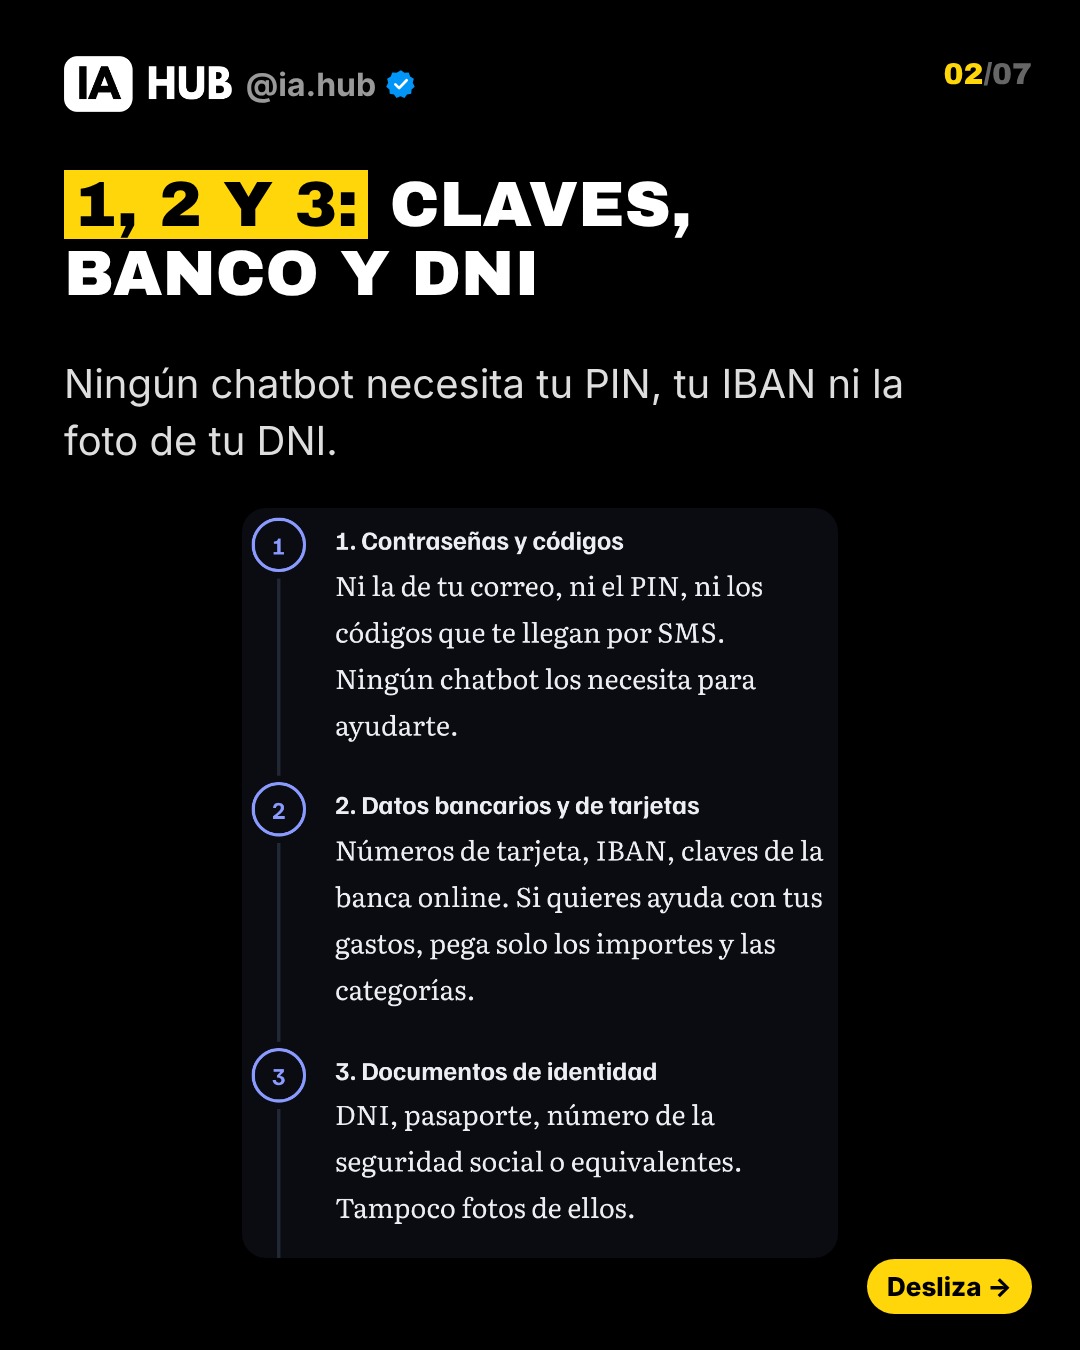 IA HUB @ia.hub
02/07
1, 2 Y 3: CLAVES,
BANCO Y DNI
Ningún chatbot necesita tu PIN, tu IBAN ni la
foto de tu DNI.
1
1. Contraseñas y códigos
Ni la de tu correo, ni el PIN, ni los
códigos que te llegan por SMS.
Ningún chatbot los necesita para
ayudarte.
2
2. Datos bancarios y de tarjetas
Números de tarjeta, IBAN, claves de la
banca online. Si quieres ayuda con tus
gastos, pega solo los importes y las
categorías.
3
3. Documentos de identidad
DNI, pasaporte, número de la
seguridad social o equivalentes.
Tampoco fotos de ellos.
Desliza →